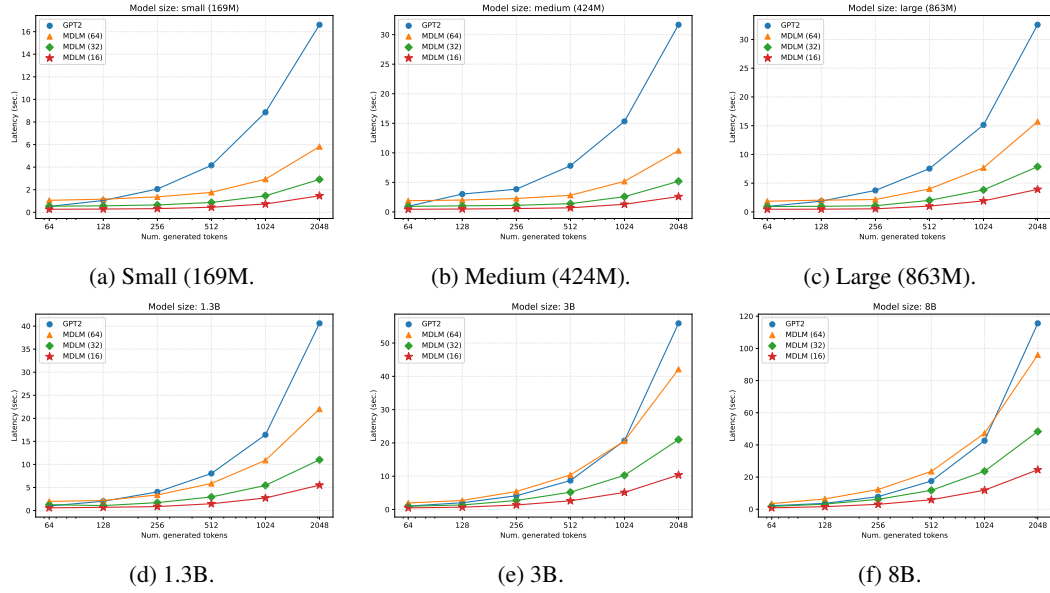 Model size: small (169M)
GPT2
MDLM (64)
MDLM (32)
MDLM (16)
Latency (sec.)
16
14
12
10
8
6
4
2
0
64 128 256 512 1024 2048
Num. generated tokens
(a) Small (169M.
Model size: medium (424M)
GPT2
MDLM (64)
MDLM (32)
MDLM (16)
Latency (sec.)
30
25
20
15
10
5
0
64 128 256 512 1024 2048
Num. generated tokens
(b) Medium (424M).
Model size: large (863M)
GPT2
MDLM (64)
MDLM (32)
MDLM (16)
Latency (sec.)
30
25
20
15
10
5
0
64 128 256 512 1024 2048
Num. generated tokens
(c) Large (863M).
Model size: 1.3B
GPT2
MDLM (64)
MDLM (32)
MDLM (16)
Latency (sec.)
40
35
30
25
20
15
10
5
0
64 128 256 512 1024 2048
Num. generated tokens
(d) 1.3B.
Model size: 3B
GPT2
MDLM (64)
MDLM (32)
MDLM (16)
Latency (sec.)
50
40
30
20
10
0
64 128 256 512 1024 2048
Num. generated tokens
(e) 3B.
Model size: 8B
GPT2
MDLM (64)
MDLM (32)
MDLM (16)
Latency (sec.)
120
100
80
60
40
20
0
64 128 256 512 1024 2048
Num. generated tokens
(f) 8B.